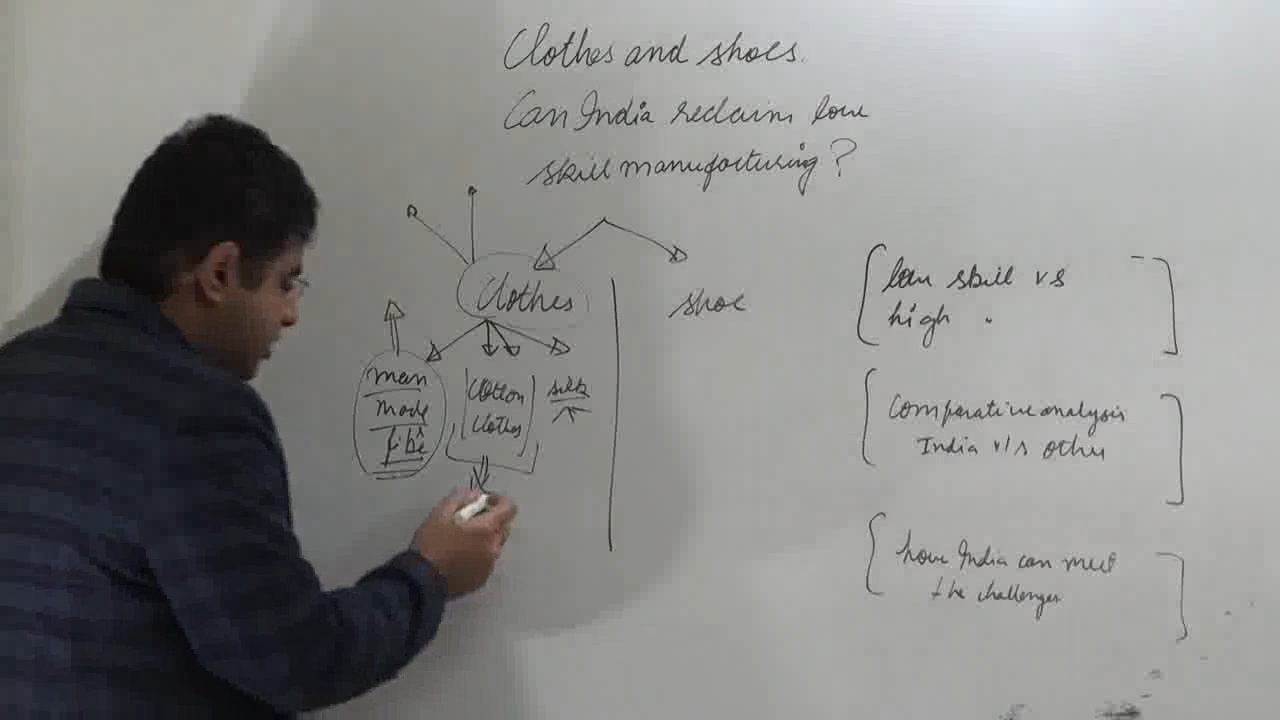 Clothes and shoes.
Can India reclaim low
skill manufacturing?
Clothes
shoe
man
made
fibe
Cotton
clothes
silk
low skill vs
high
Comparative analysis
India v/s other
how India can meet
the challenges